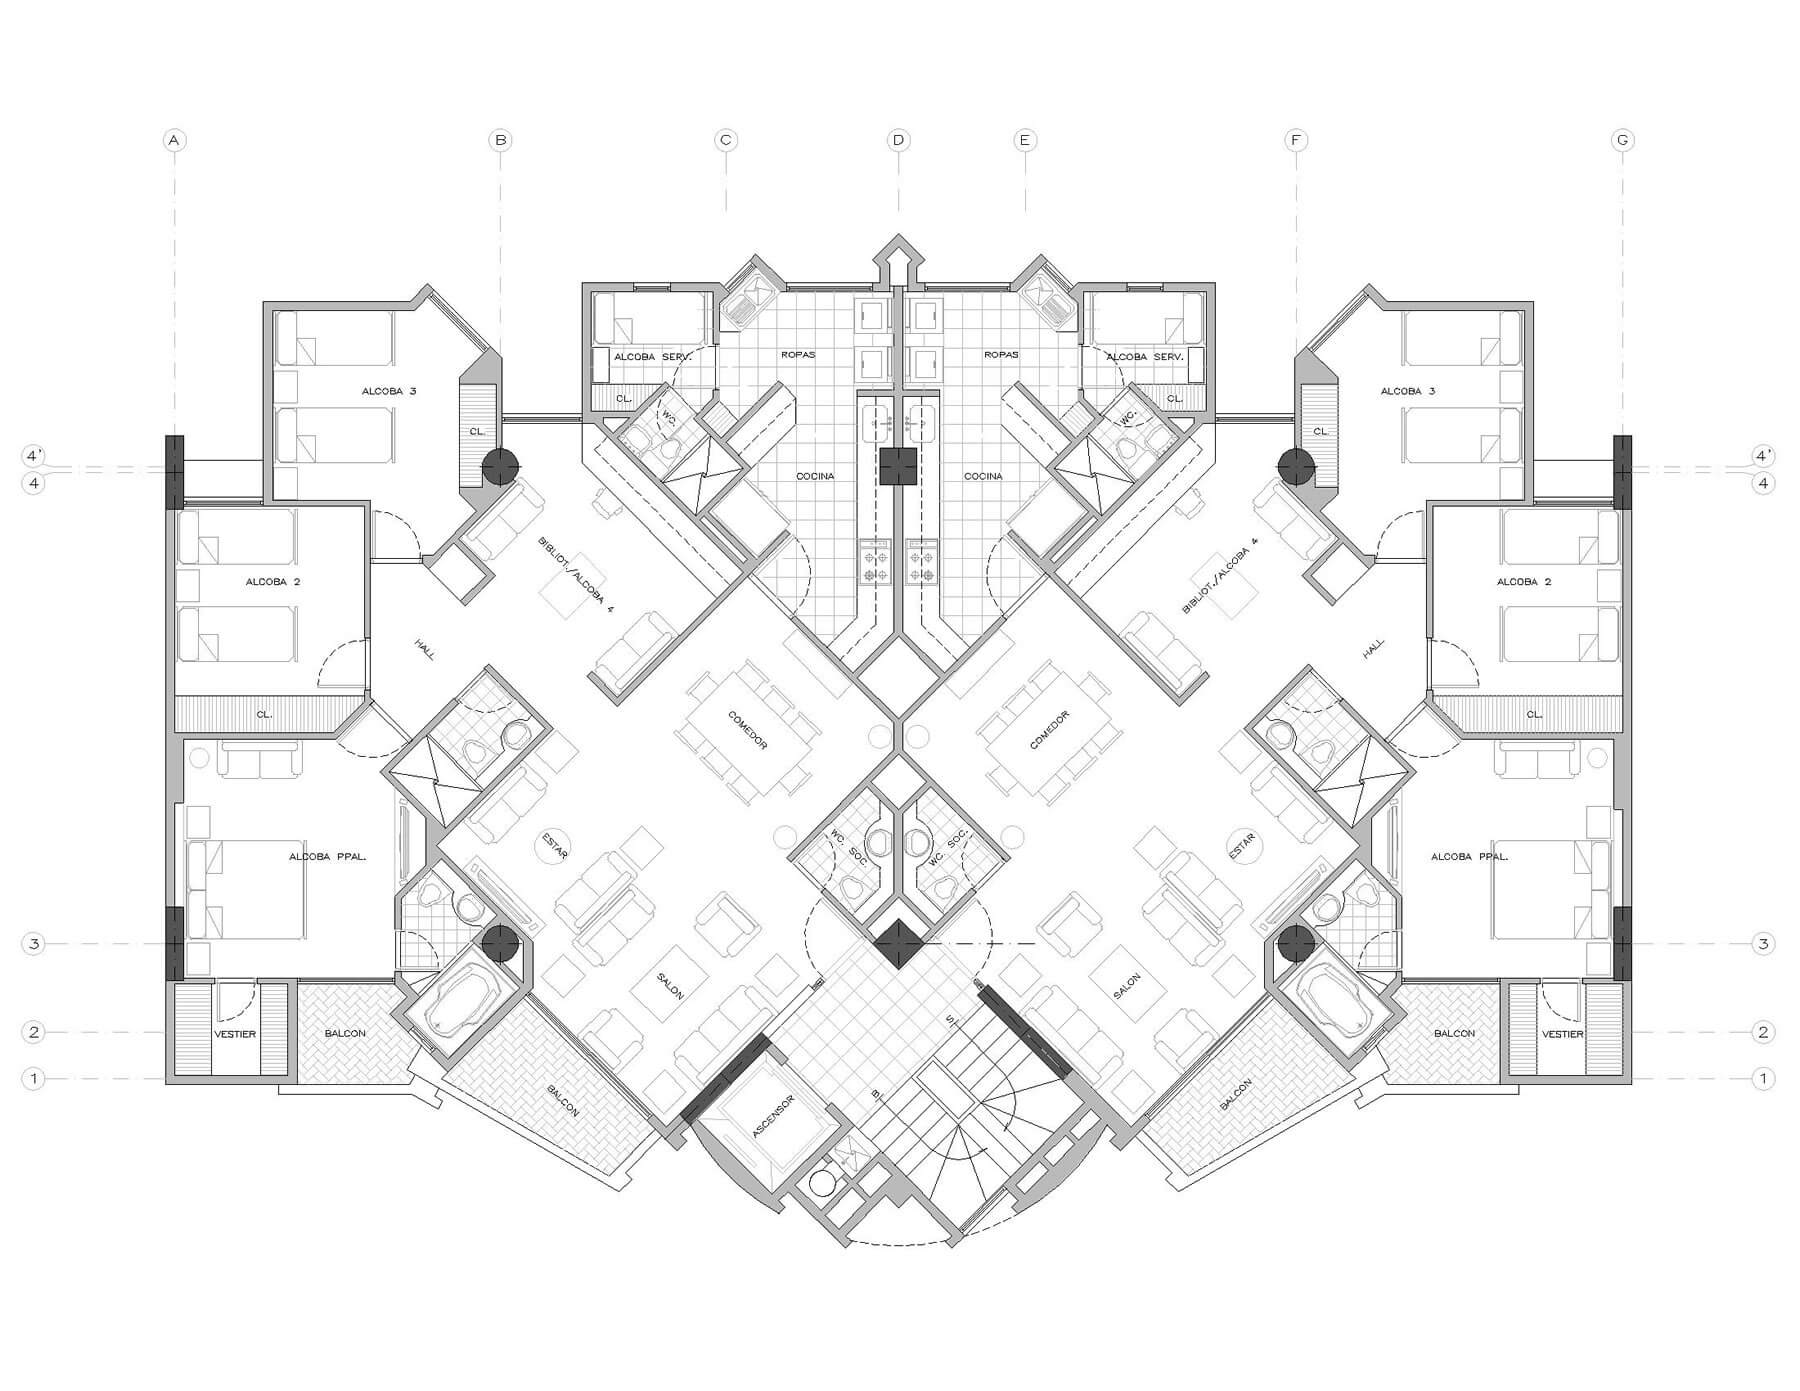 A B C D E F G
ROPAS ROPAS
ALCOBA SERV. ALCOBA SERV.
ALCOBA 3 ALCOBA 3
CL. CL.
WC. WC.
CL. CL.
4' 4'
4 4
COCINA COCINA
BIBLIOT./ALCOBA 4 BIBLIOT./ALCOBA 4
ALCOBA 2 ALCOBA 2
HALL HALL
CL. CL.
COMEDOR COMEDOR
WC. SOC. WC. SOC.
ESTAR ESTAR
ALCOBA PPAL. ALCOBA PPAL.
3 3
SALON SALON
S
2 2
VESTIER BALCON BALCON VESTIER
1 1
BALCON BALCON
B
ASCENSOR